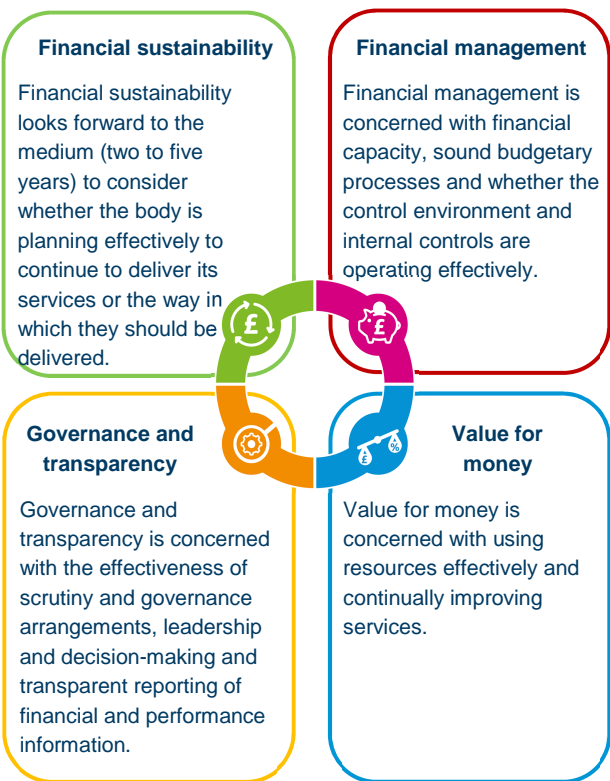 Financial sustainability
Financial sustainability
looks forward to the
medium (two to five
years) to consider
whether the body is
planning effectively to
continue to deliver its
services or the way in
which they should be
delivered.
£
Financial management
Financial management is
concerned with financial
capacity, sound budgetary
processes and whether the
control environment and
internal controls are
operating effectively.
£
Governance and
transparency
Governance and
transparency is concerned
with the effectiveness of
scrutiny and governance
arrangements, leadership
and decision-making and
transparent reporting of
financial and performance
information.
Value for
money
£ %
Value for money is
concerned with using
resources effectively and
continually improving
services.